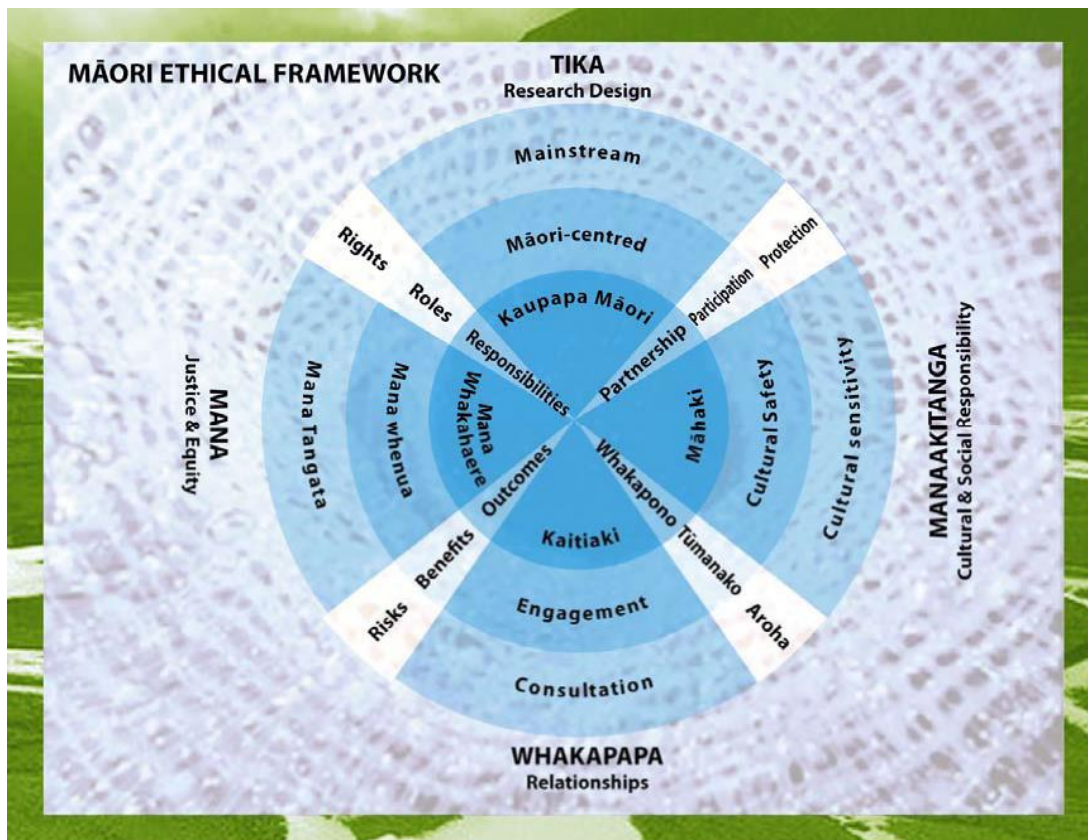 MĀORI ETHICAL FRAMEWORK
TIKA
Research Design
Mainstream
Māori-centred
Kaupapa Māori
Rights
Roles
Responsibilities
Protection
Participation
Partnership
MANA
Justice & Equity
Mana Tangata
Mana whenua
Mana
Whakahaere
Māhaki
Cultural Safety
Cultural sensitivity
MANAAKITANGA
Cultural & Social Responsibility
Outcomes
Benefits
Risks
Whakapono
Tūmanako
Aroha
Kaitiaki
Engagement
Consultation
WHAKAPAPA
Relationships